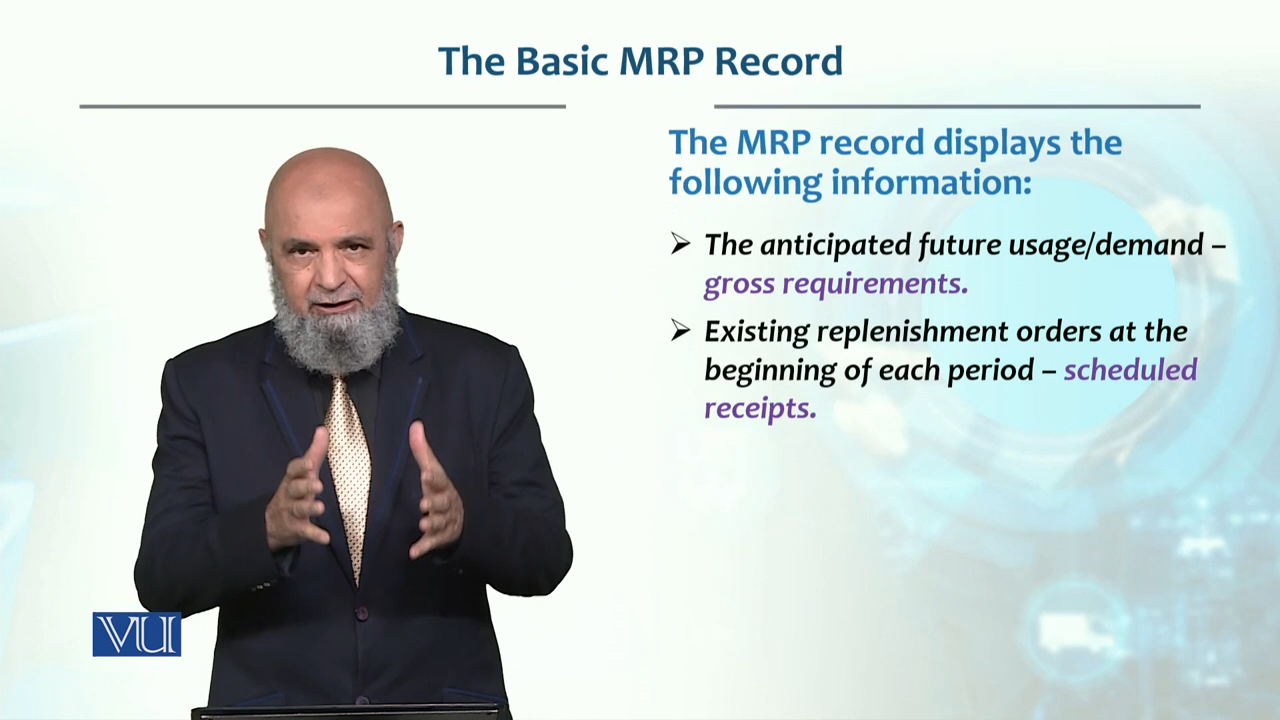 The Basic MRP Record
The MRP record displays the
following information:
➢ The anticipated future usage/demand –
gross requirements.
➢ Existing replenishment orders at the
beginning of each period – scheduled
receipts.
VU